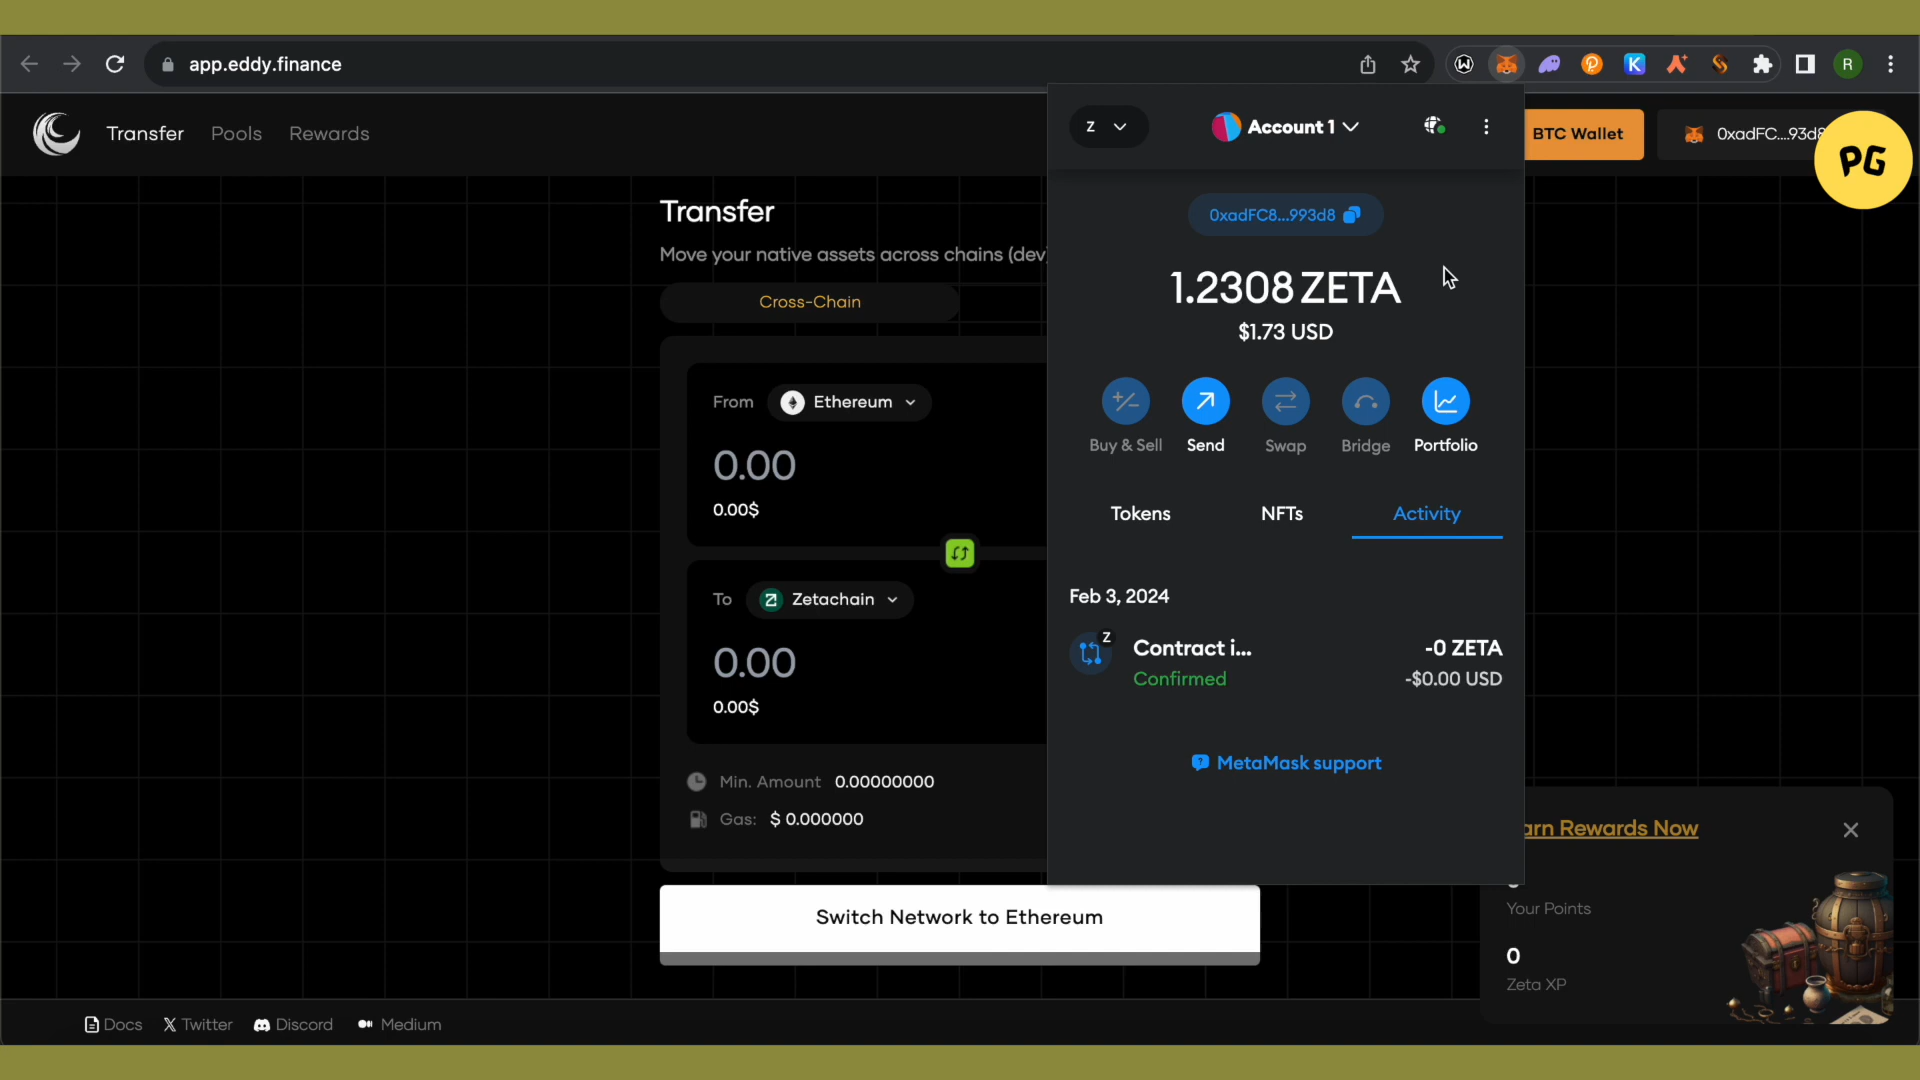 app.eddy.finance
R
Transfer
Pools
Rewards
Z
Account 1
BTC Wallet
0xadFC....93d8
PG
0xadFC8...993d8
1.2308 ZETA
$1.73 USD
Buy & Sell
Send
Swap
Bridge
Portfolio
Tokens
NFTs
Activity
Feb 3, 2024
Z
Contract i...
-0 ZETA
Confirmed
-$0.00 USD
MetaMask support
Transfer
Move your native assets across chains (dev
Cross-Chain
From
Ethereum
0.00
0.00$
To
Zetachain
0.00
0.00$
Min. Amount 0.00000000
Gas: $ 0.000000
Switch Network to Ethereum
arn Rewards Now
Your Points
0
Zeta XP
Docs
Twitter
Discord
Medium